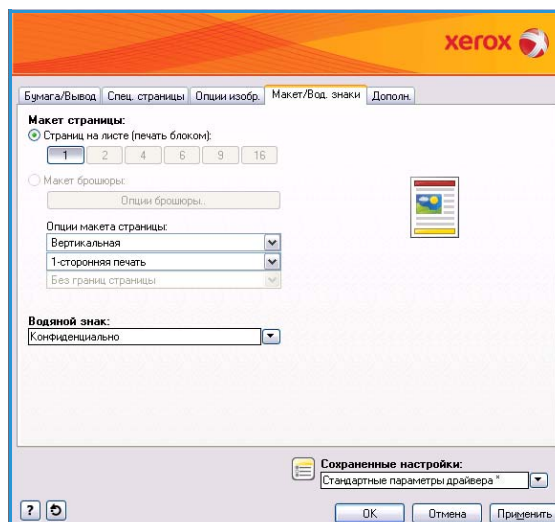 xerox
Бумага/Вывод Спец. страницы Опции изобр. Макет/Вод. знаки Дополн.
Макет страницы:
Страниц на листе (печать блоком):
1 2 4 6 9 16
Макет брошюры:
Опции брошюры..
Опции макета страницы:
Вертикальная
1-сторонняя печать
Без границ страницы
Водяной знак:
Конфиденциально
Сохраненные настройки:
Стандартные параметры драйвера *
? OK Отмена Применить